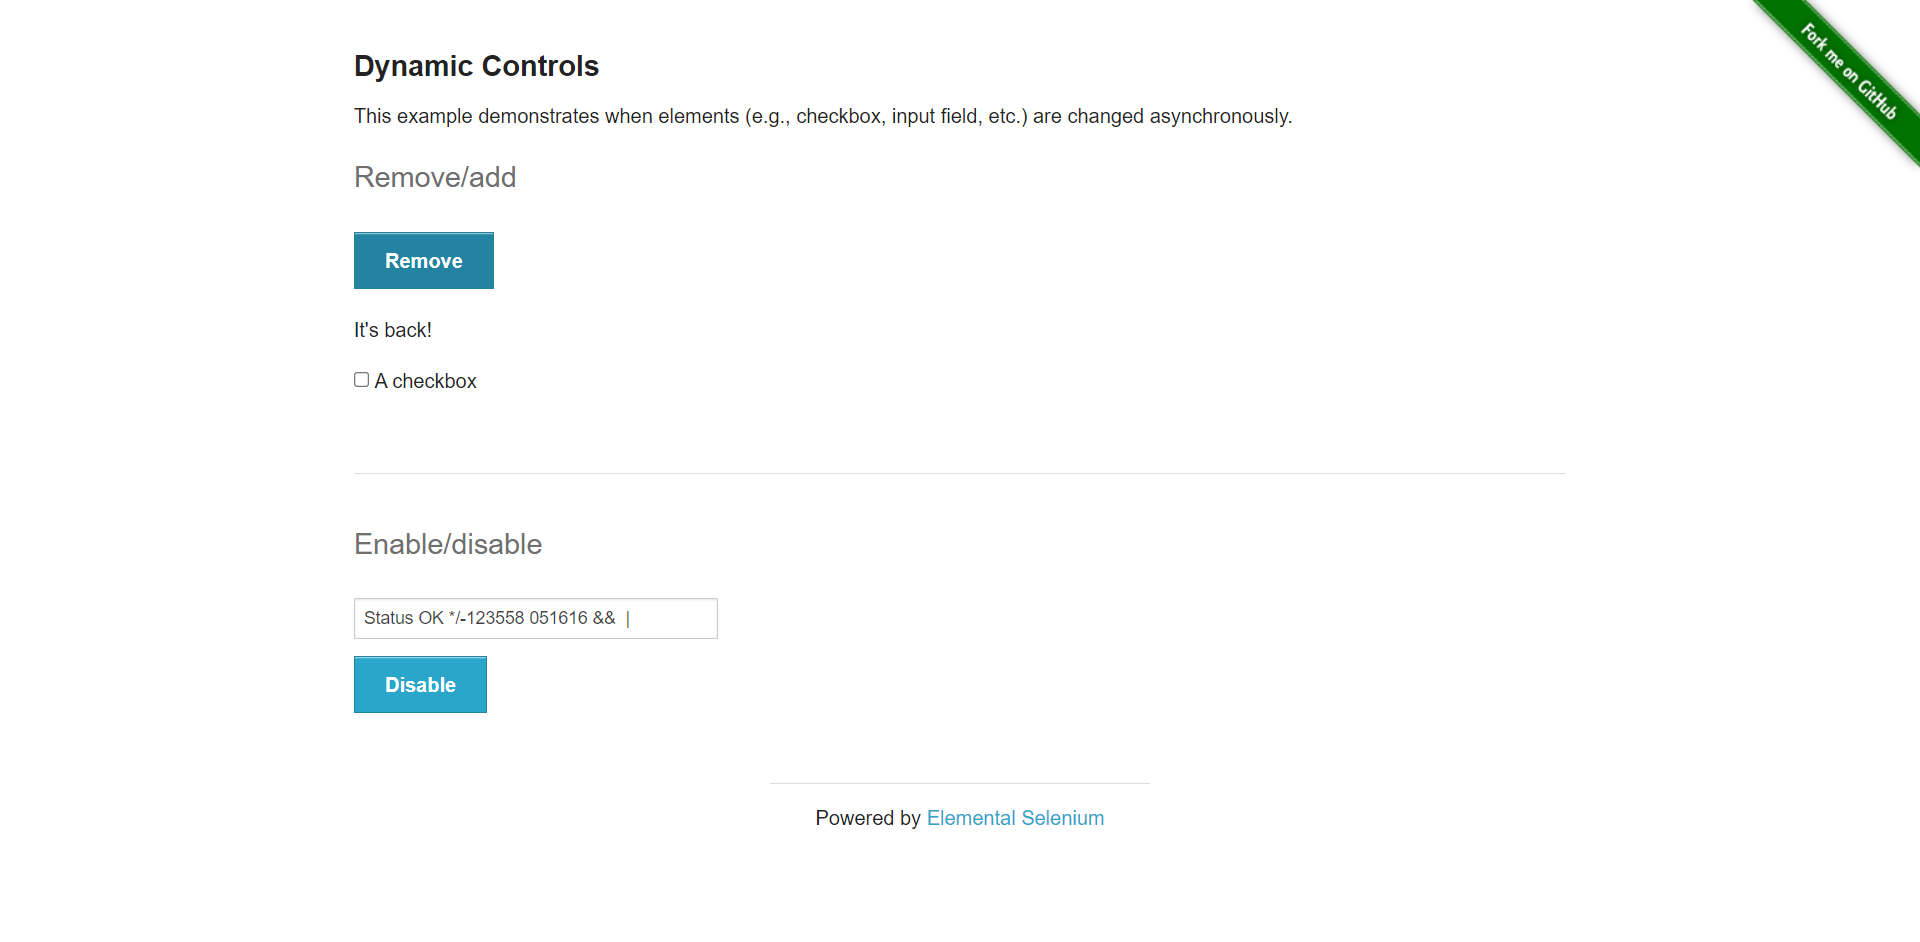 Fork me on GitHub
Dynamic Controls
This example demonstrates when elements (e.g., checkbox, input field, etc.) are changed asynchronously.
Remove/add
Remove
It's back!
A checkbox
Enable/disable
Status OK */-123558 051616 && |
Disable
Powered by Elemental Selenium